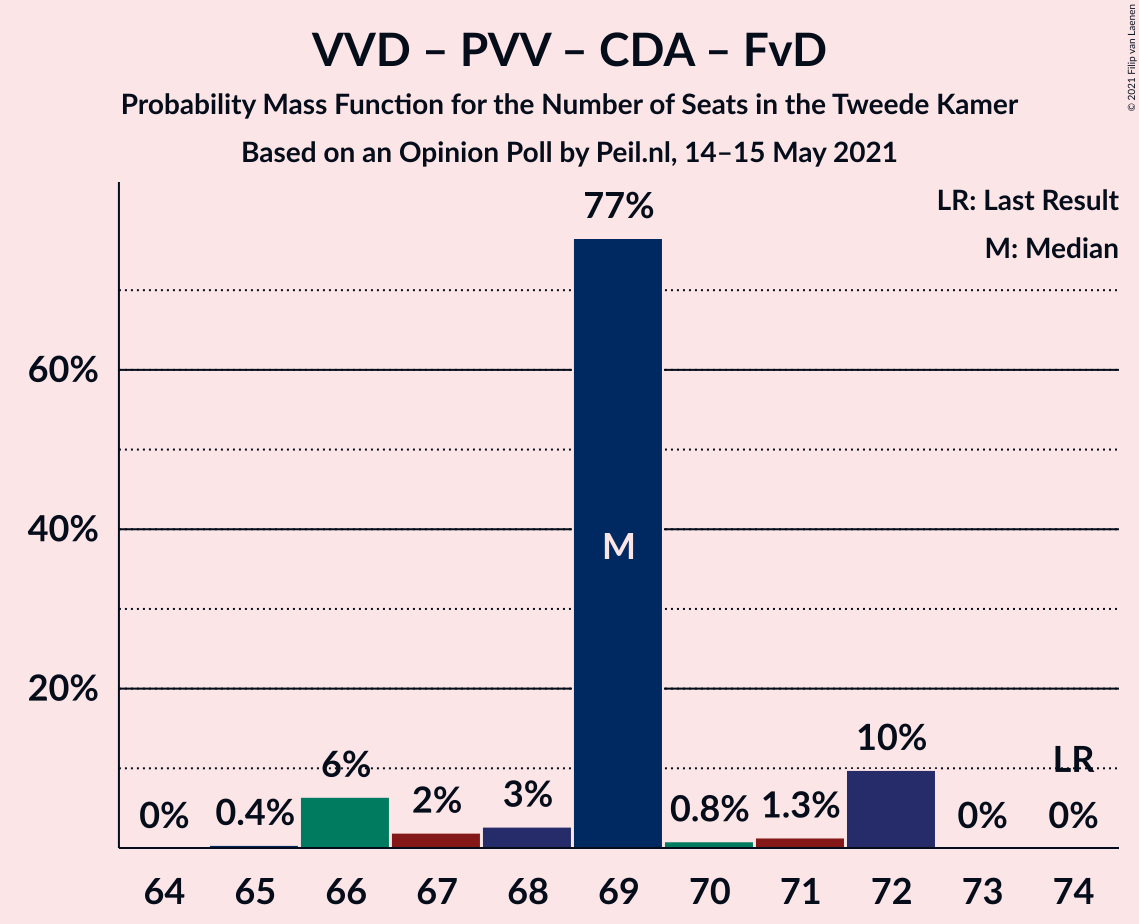 VVD – PVV – CDA – FvD
Probability Mass Function for the Number of Seats in the Tweede Kamer
Based on an Opinion Poll by Peil.nl, 14–15 May 2021
© 2021 Filip van Laenen
LR: Last Result
M: Median
77%
60%
40%
20%
M
0%
0.4%
6%
2%
3%
0.8%
1.3%
10%
0%
LR
0%
64 65 66 67 68 69 70 71 72 73 74